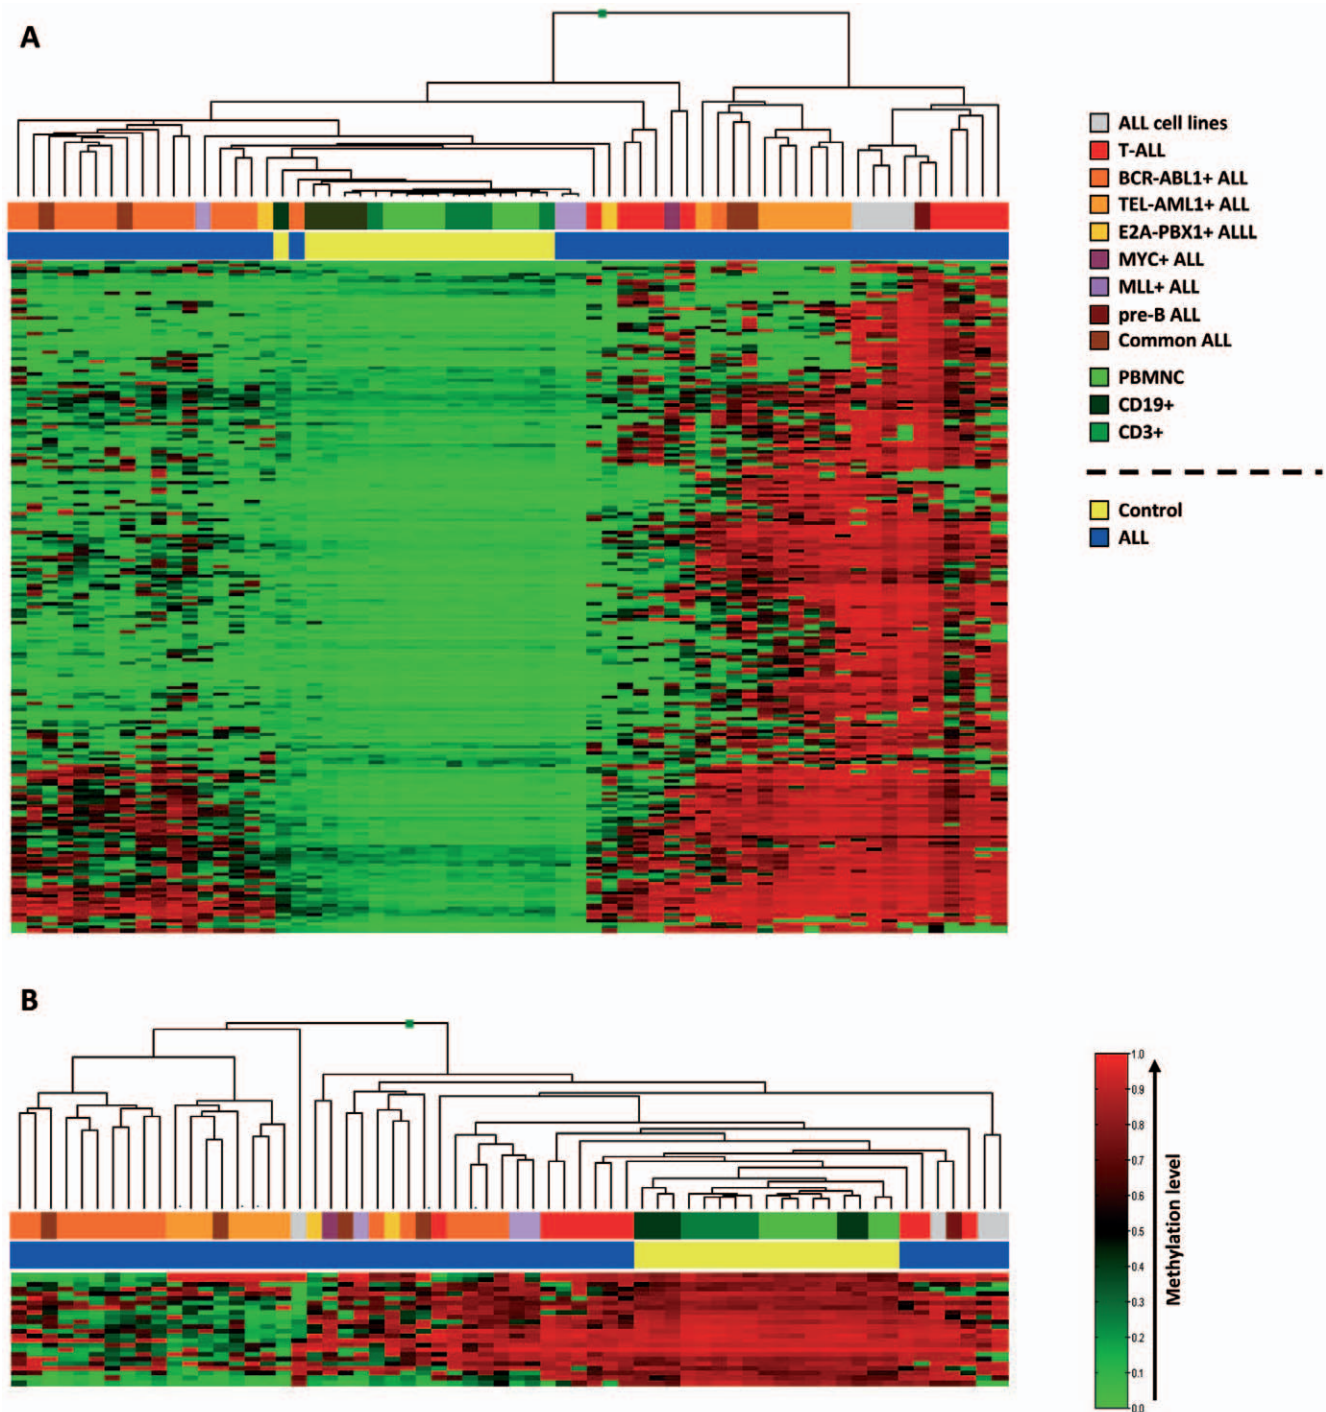 A
ALL cell lines
T-ALL
BCR-ABL1+ ALL
TEL-AML1+ ALL
E2A-PBX1+ ALLL
MYC+ ALL
MLL+ ALL
pre-B ALL
Common ALL
PBMNC
CD19+
CD3+
Control
ALL
B
1.0
0.9
0.8
0.7
0.6
0.5
0.4
0.3
0.2
0.1
0.0
Methylation level